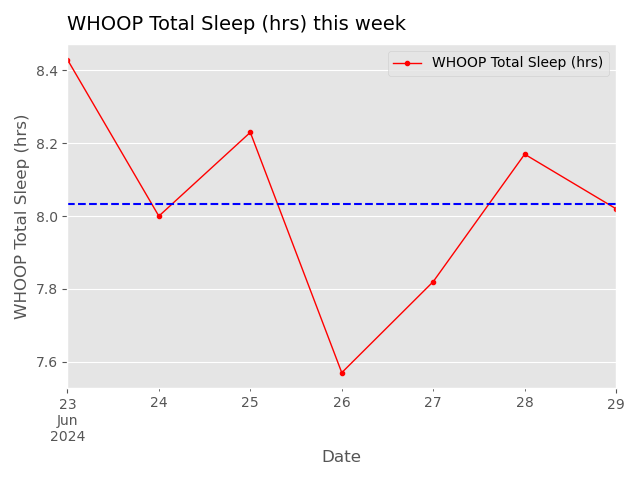 WHOOP Total Sleep (hrs) this week
WHOOP Total Sleep (hrs)
WHOOP Total Sleep (hrs)
8.4
8.2
8.0
7.8
7.6
23 24 25 26 27 28 29
Jun
2024
Date